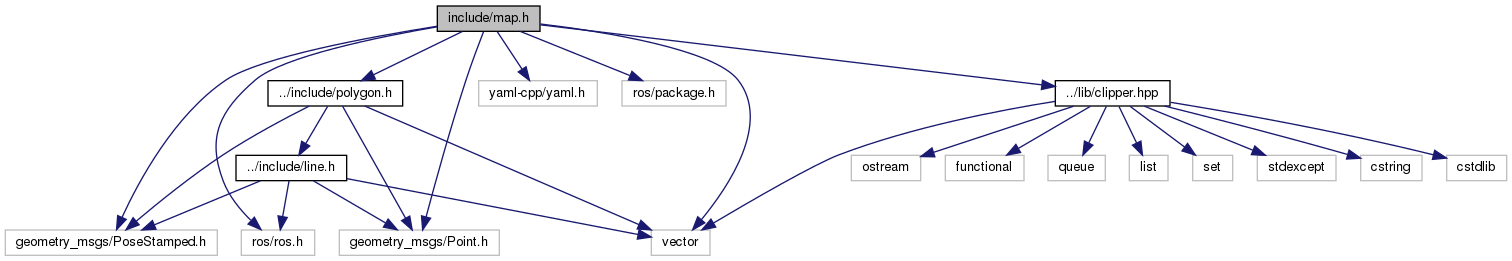 include/map.h
../include/polygon.h
yaml-cpp/yaml.h
ros/package.h
../lib/clipper.hpp
../include/line.h
ostream
functional
queue
list
set
stdexcept
cstring
cstdlib
geometry_msgs/PoseStamped.h
ros/ros.h
geometry_msgs/Point.h
vector